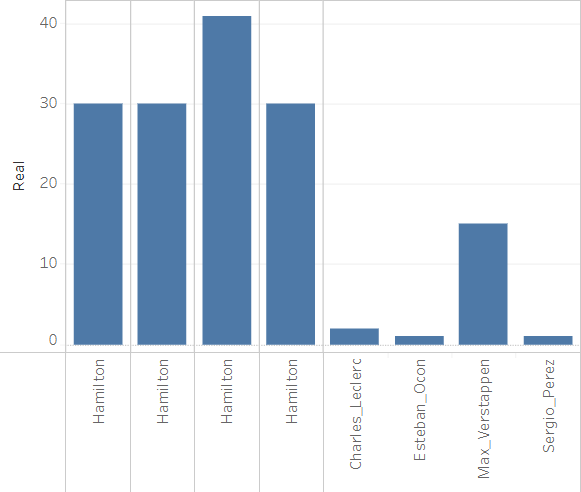 40
30
20
10
0
Real
Hamilton
Hamilton
Hamilton
Hamilton
Charles_Leclerc
Esteban_Ocon
Max_Verstappen
Sergio_Perez